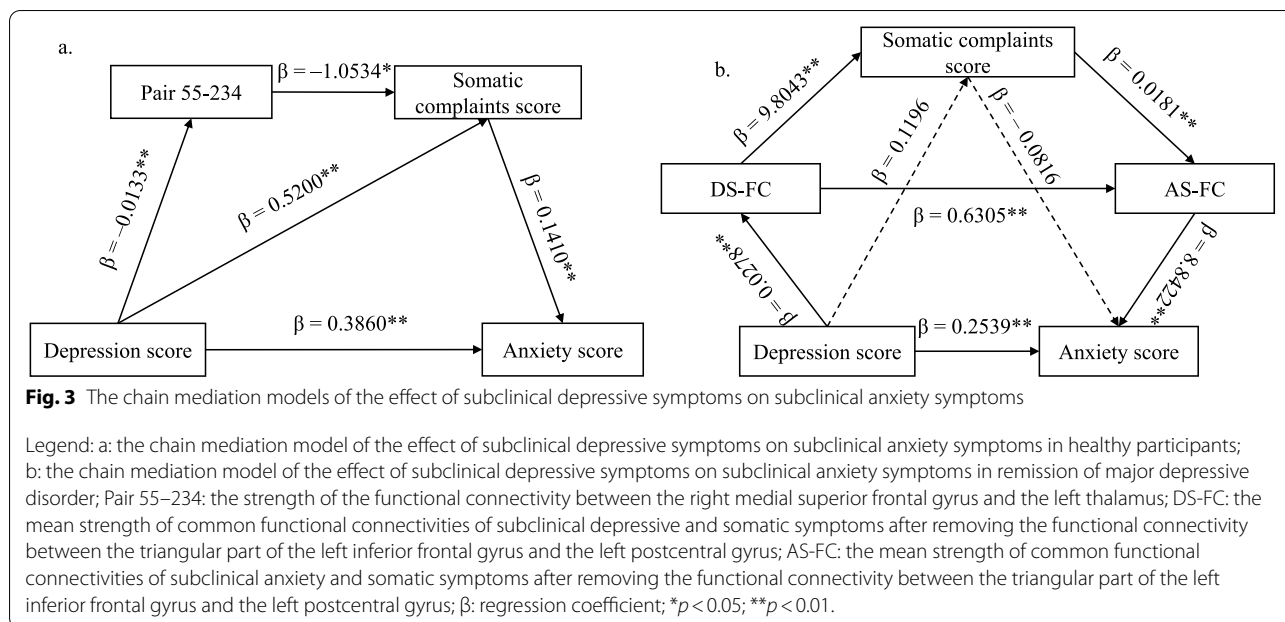 a.
β = –1.0534*
Pair 55-234
Somatic
complaints score
β = –0.0133**
β = 0.5200**
β = 0.1410**
β = 0.3860**
Depression score
Anxiety score
b.
Somatic complaints
score
β = 9.8043**
β = 0.1196
β = – 0.0816
β = 0.0181**
DS-FC
AS-FC
β = 0.6305**
β = 0.0278**
β = 8.8422**
β = 0.2539**
Depression score
Anxiety score
Fig. 3 The chain mediation models of the effect of subclinical depressive symptoms on subclinical anxiety symptoms
Legend: a: the chain mediation model of the effect of subclinical depressive symptoms on subclinical anxiety symptoms in healthy participants;
b: the chain mediation model of the effect of subclinical depressive symptoms on subclinical anxiety symptoms in remission of major depressive
disorder; Pair 55–234: the strength of the functional connectivity between the right medial superior frontal gyrus and the left thalamus; DS-FC: the
mean strength of common functional connectivities of subclinical depressive and somatic symptoms after removing the functional connectivity
between the triangular part of the left inferior frontal gyrus and the left postcentral gyrus; AS-FC: the mean strength of common functional
connectivities of subclinical anxiety and somatic symptoms after removing the functional connectivity between the triangular part of the left
inferior frontal gyrus and the left postcentral gyrus; β: regression coefficient; *p < 0.05; **p < 0.01.